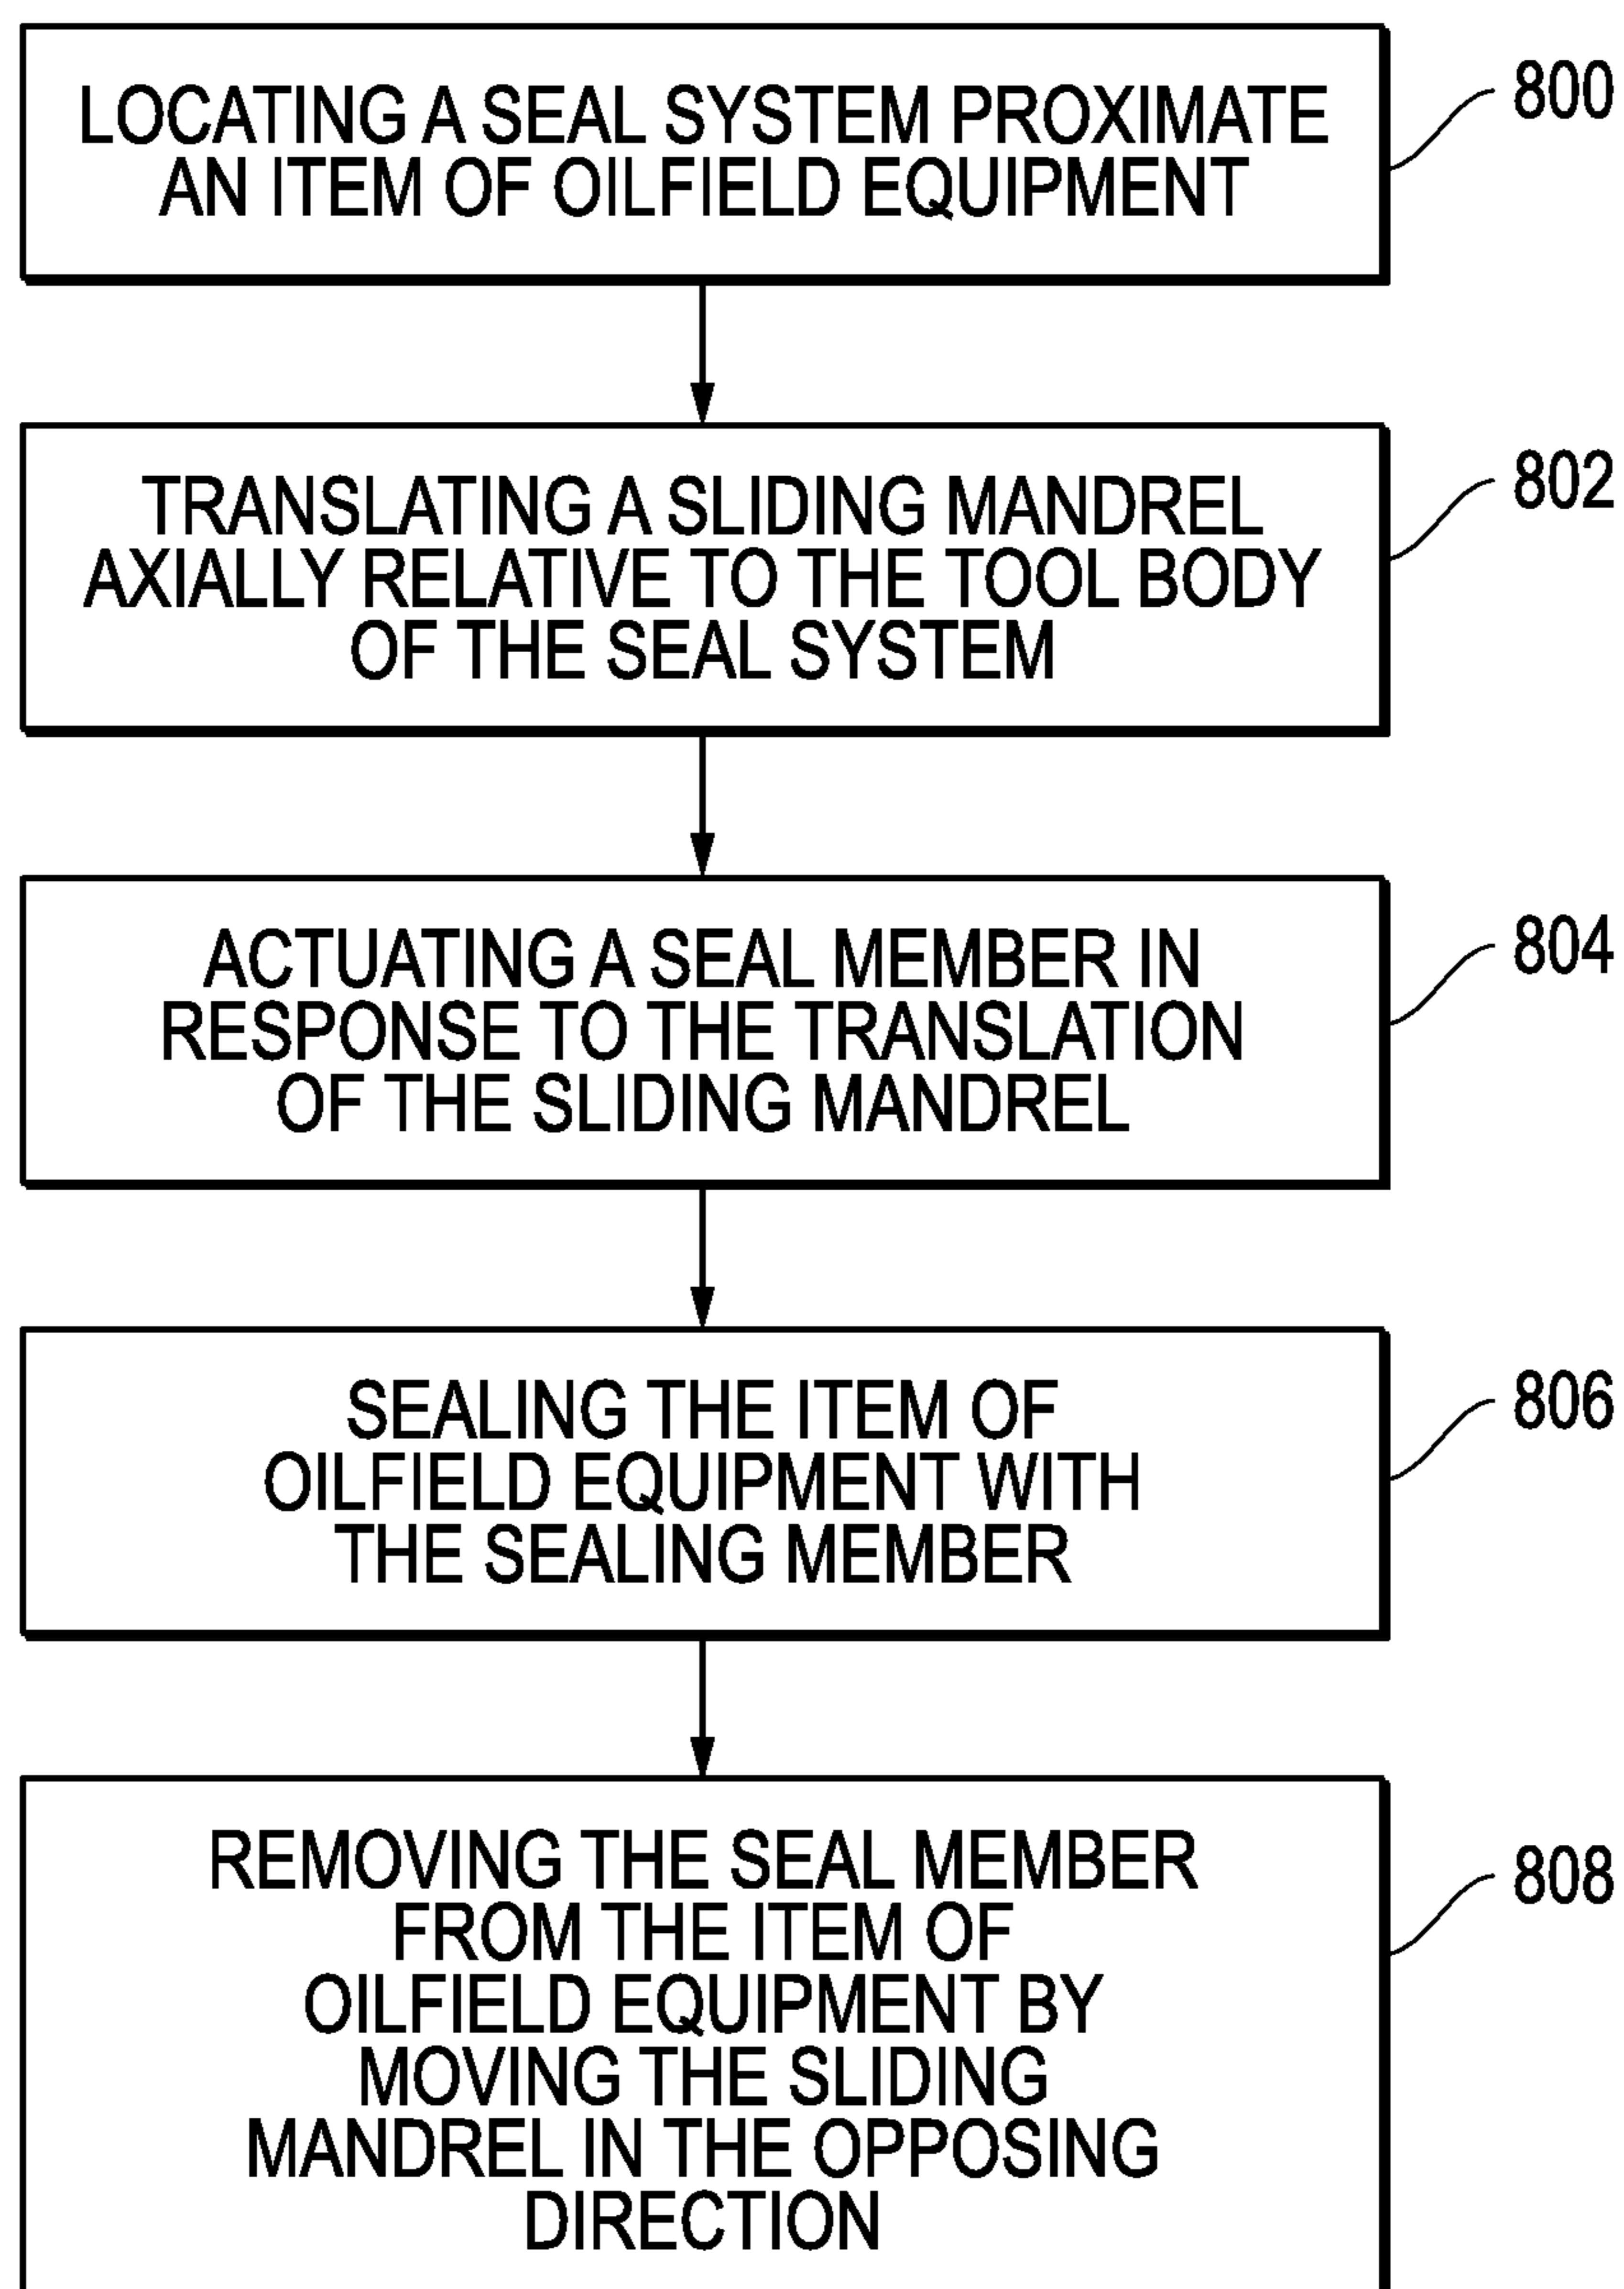 LOCATING A SEAL SYSTEM PROXIMATE
AN ITEM OF OILFIELD EQUIPMENT
800
TRANSLATING A SLIDING MANDREL
AXIALLY RELATIVE TO THE TOOL BODY
OF THE SEAL SYSTEM
802
ACTUATING A SEAL MEMBER IN
RESPONSE TO THE TRANSLATION
OF THE SLIDING MANDREL
804
SEALING THE ITEM OF
OILFIELD EQUIPMENT WITH
THE SEALING MEMBER
806
REMOVING THE SEAL MEMBER
FROM THE ITEM OF
OILFIELD EQUIPMENT BY
MOVING THE SLIDING
MANDREL IN THE OPPOSING
DIRECTION
808